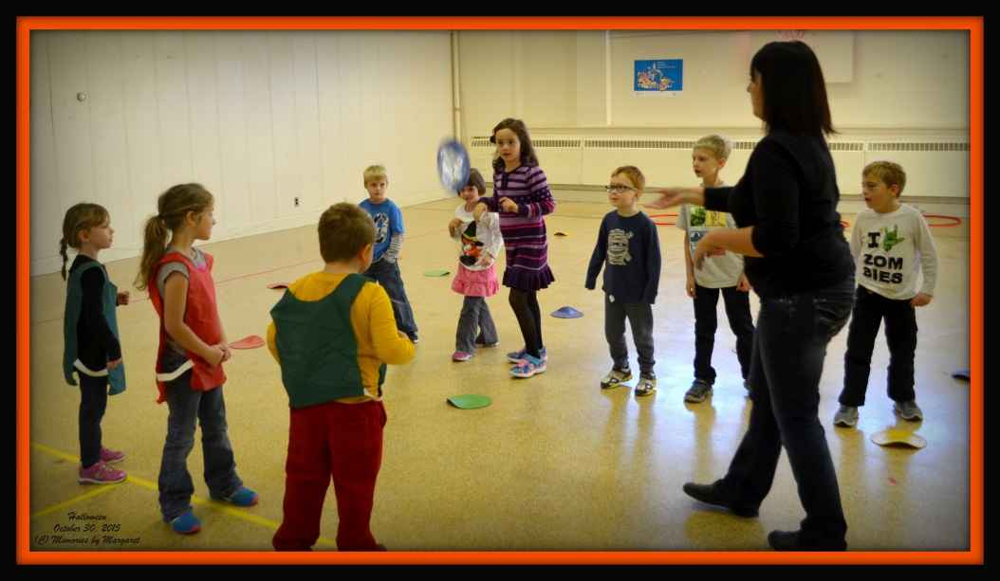 I
ZOM
BIES
Halloween
October 30, 2015
(C) Memories by Margaret